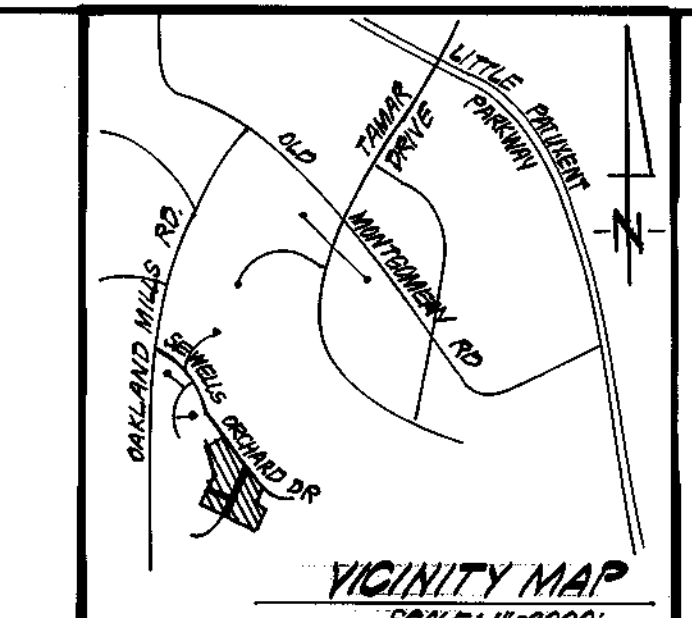 LITTLE PATUXENT
PARKWAY
TAMAR
DRIVE
OLD
MONTGOMERY RD
N
OAKLAND MILLS RD.
SEWELLS ORCHARD DR
VICINITY MAP